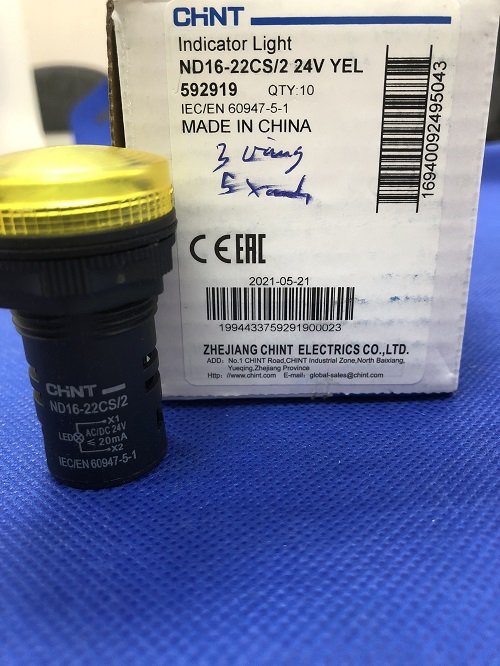 CHNT
Indicator Light
ND16-22CS/2 24V YEL
592919 QTY:10
IEC/EN 60947-5-1
MADE IN CHINA
3 vàng
5 xanh
16940092495043
CE EAC
2021-05-21
1994433759291900023
ZHEJIANG CHINT ELECTRICS CO.,LTD.
ADD: No.1 CHINT Road,CHINT Industrial Zone,North Baixiang,
Yueqing,Zhejiang Province
Http: //www.chint.com E-mail: global-sales@chint.com
CHNT
ND16-22CS/2
X1
LED AC/DC 24V
≤ 20mA
X2
IEC/EN 60947-5-1